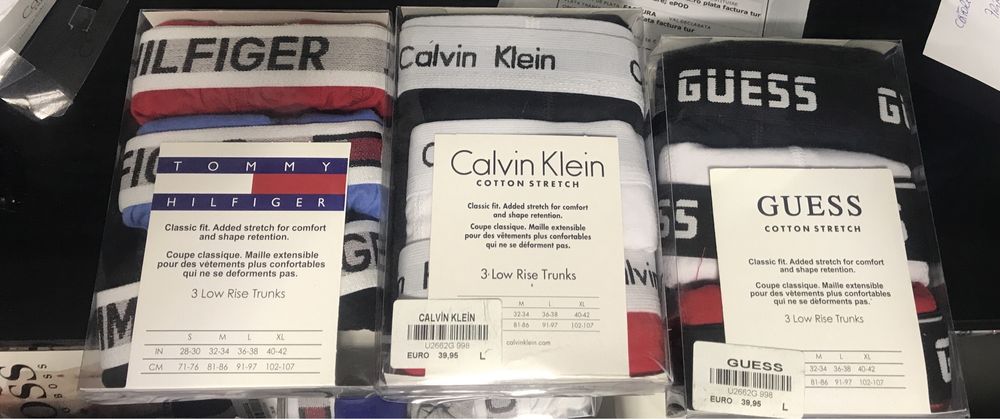 HILFIGER
TOMMY
HILFIGER
Classic fit. Added stretch for comfort
and shape retention.
Coupe classique. Maille extensible
pour des vêtements plus confortables
qui ne se deforments pas.
3 Low Rise Trunks
S M L XL
IN 28-30 32-34 36-38 40-42
CM 71-76 81-86 91-97 102-107
Calvin Klein
Calvin Klein
COTTON STRETCH
Classic fit. Added stretch for comfort
and shape retention.
Coupe classique. Maille extensible
pour des vêtements plus confortables
qui ne se déforment pas.
3 Low Rise Trunks
M L XL
32-34 36-38 40-42
81-86 91-97 102-107
calvinklein.com
CALVIN KLEIN
U2662G 998
EURO 39,95 L
GUESS
GUESS
COTTON STRETCH
Classic fit. Added stretch for comfort
and shape retention.
Coupe classique. Maille extensible
pour des vêtements plus confortables
qui ne se déforments pas.
3 Low Rise Trunks
M L XL
32-34 36-38 40-42
81-86 91-97 102-107
GUESS
U2662G 998
EURO 39,95 L
plata factura tur